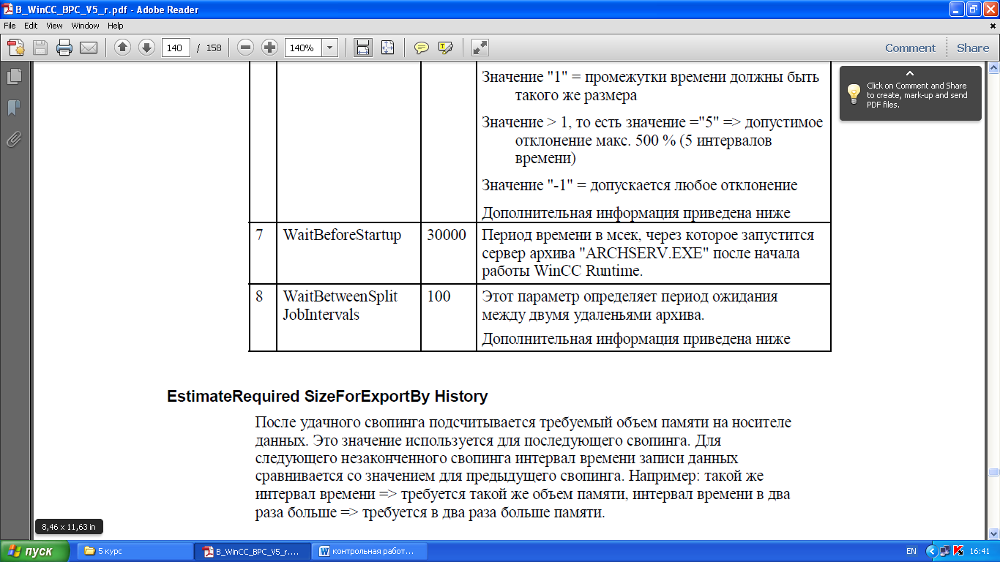 B_WinCC_BPC_V5_r.pdf - Adobe Reader
File Edit View Window Help
140 / 158 140% Comment Share
Click on Comment and Share
to create, mark-up and send
PDF files.
Значение "1" = промежутки времени должны быть
такого же размера
Значение > 1, то есть значение ="5" => допустимое
отклонение макс. 500 % (5 интервалов
времени)
Значение "-1" = допускается любое отклонение
Дополнительная информация приведена ниже
7 WaitBeforeStartup 30000 Период времени в мсек, через которое запустится
сервер архива "ARCHSERV.EXE" после начала
работы WinCC Runtime.
8 WaitBetweenSplit 100 Этот параметр определяет период ожидания
JobIntervals между двумя удаленьями архива.
Дополнительная информация приведена ниже
EstimateRequired SizeForExportBy History
После удачного свопинга подсчитывается требуемый объем памяти на носителе
данных. Это значение используется для последующего свопинга. Для
следующего незаконченного свопинга интервал времени записи данных
сравнивается со значением для предыдущего свопинга. Например: такой же
интервал времени => требуется такой же объем памяти, интервал времени в два
раза больше => требуется в два раза больше памяти.
8,46 x 11,63 in
пуск 5 курс B_WinCC_BPC_V5_r.... контрольная работ... EN 16:41